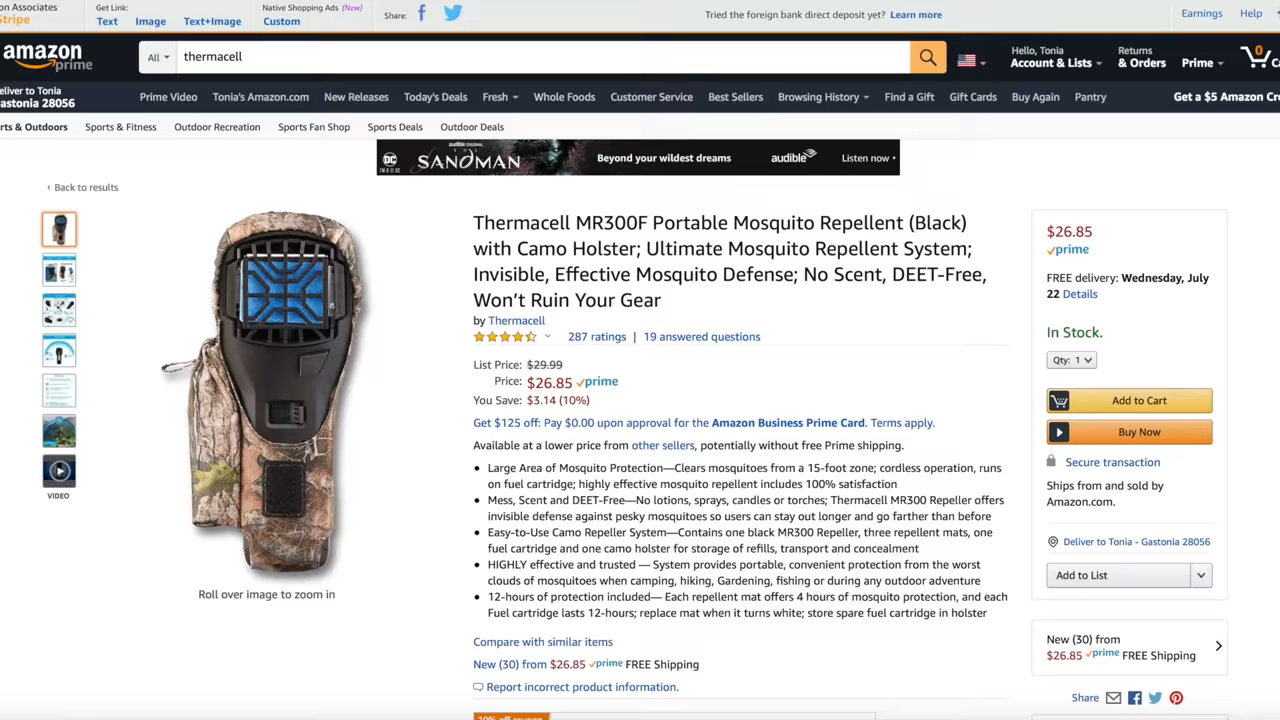 on Associates
Stripe
Get Link:
Text Image Text+Image
Native Shopping Ads (New)
Custom
Share:
Tried the foreign bank direct deposit yet? Learn more
Earnings Help
amazon prime
All
thermacell
Hello, Tonia
Account & Lists
Returns
& Orders
Prime
0
Ca
eliver to Tonia
astonia 28056
Prime Video Tonia's Amazon.com New Releases Today's Deals Fresh Whole Foods Customer Service Best Sellers Browsing History Find a Gift Gift Cards Buy Again Pantry
Get a $5 Amazon Cr
rts & Outdoors Sports & Fitness Outdoor Recreation Sports Fan Shop Sports Deals Outdoor Deals
DC
audible ORIGINAL
THE
SANDMAN
Beyond your wildest dreams
audible
Listen now
‹ Back to results
VIDEO
Roll over image to zoom in
Thermacell MR300F Portable Mosquito Repellent (Black)
with Camo Holster; Ultimate Mosquito Repellent System;
Invisible, Effective Mosquito Defense; No Scent, DEET-Free,
Won't Ruin Your Gear
by Thermacell
287 ratings | 19 answered questions
List Price: $29.99
Price: $26.85 prime
You Save: $3.14 (10%)
Get $125 off: Pay $0.00 upon approval for the Amazon Business Prime Card. Terms apply.
Available at a lower price from other sellers, potentially without free Prime shipping.
• Large Area of Mosquito Protection—Clears mosquitoes from a 15-foot zone; cordless operation, runs
on fuel cartridge; highly effective mosquito repellent includes 100% satisfaction
• Mess, Scent and DEET-Free—No lotions, sprays, candles or torches; Thermacell MR300 Repeller offers
invisible defense against pesky mosquitoes so users can stay out longer and go farther than before
• Easy-to-Use Camo Repeller System—Contains one black MR300 Repeller, three repellent mats, one
fuel cartridge and one camo holster for storage of refills, transport and concealment
• HIGHLY effective and trusted — System provides portable, convenient protection from the worst
clouds of mosquitoes when camping, hiking, Gardening, fishing or during any outdoor adventure
• 12-hours of protection included— Each repellent mat offers 4 hours of mosquito protection, and each
Fuel cartridge lasts 12-hours; replace mat when it turns white; store spare fuel cartridge in holster
Compare with similar items
New (30) from $26.85 prime FREE Shipping
Report incorrect product information.
10% off coupon
$26.85
prime
FREE delivery: Wednesday, July
22 Details
In Stock.
Qty: 1
Add to Cart
Buy Now
Secure transaction
Ships from and sold by
Amazon.com.
Deliver to Tonia - Gastonia 28056
Add to List
New (30) from
$26.85 prime FREE Shipping
Share